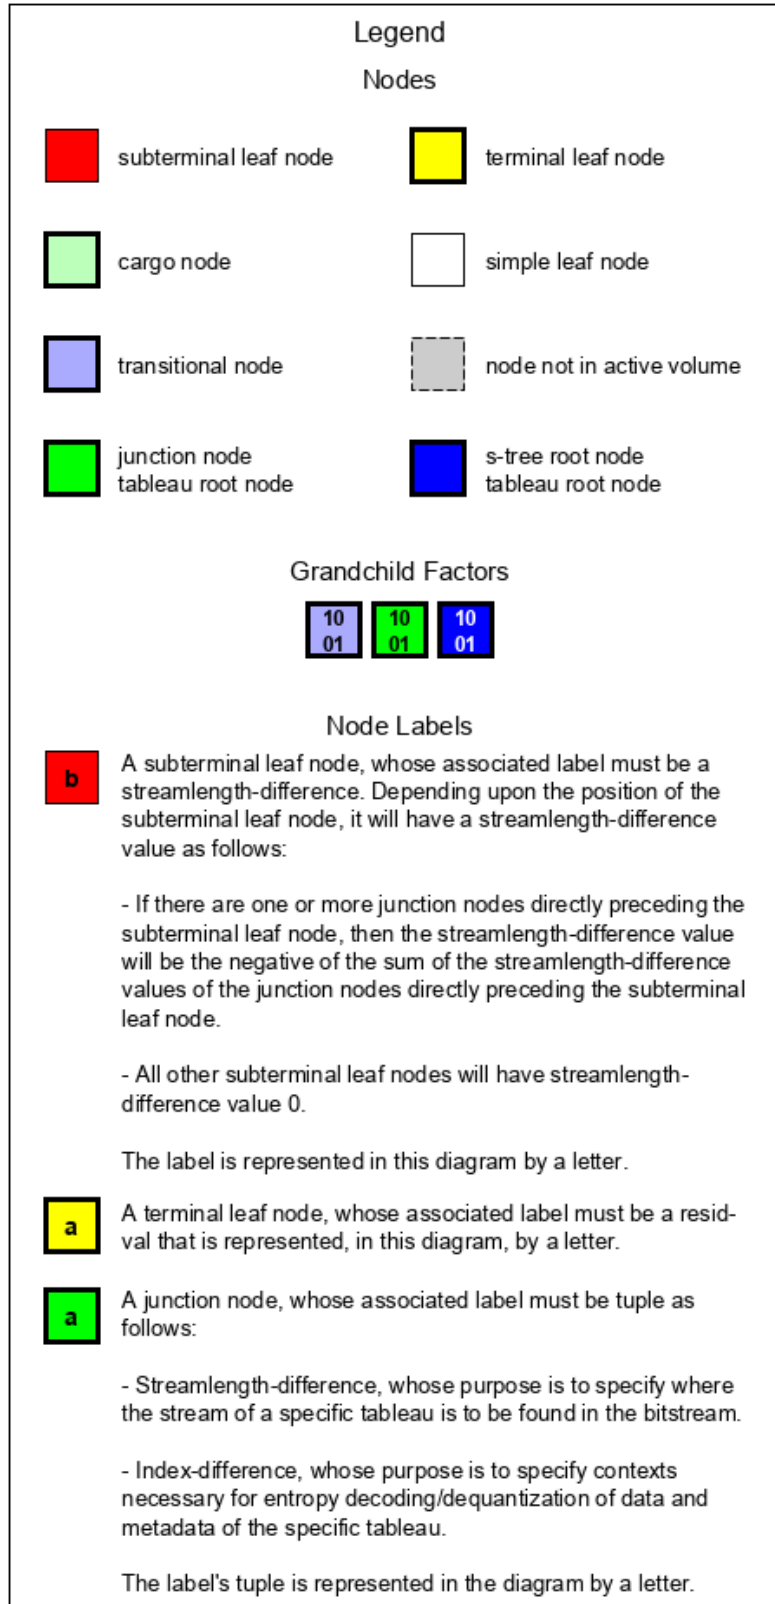 Legend
Nodes
subterminal leaf node
terminal leaf node
cargo node
simple leaf node
transitional node
node not in active volume
junction node
tableau root node
s-tree root node
tableau root node
Grandchild Factors
10 10 10
01 01 01
Node Labels
b
A subterminal leaf node, whose associated label must be a
streamlength-difference. Depending upon the position of the
subterminal leaf node, it will have a streamlength-difference
value as follows:
- If there are one or more junction nodes directly preceding the
subterminal leaf node, then the streamlength-difference value
will be the negative of the sum of the streamlength-difference
values of the junction nodes directly preceding the subterminal
leaf node.
- All other subterminal leaf nodes will have streamlength-
difference value 0.
The label is represented in this diagram by a letter.
a
A terminal leaf node, whose associated label must be a resid-
val that is represented, in this diagram, by a letter.
a
A junction node, whose associated label must be tuple as
follows:
- Streamlength-difference, whose purpose is to specify where
the stream of a specific tableau is to be found in the bitstream.
- Index-difference, whose purpose is to specify contexts
necessary for entropy decoding/dequantization of data and
metadata of the specific tableau.
The label's tuple is represented in the diagram by a letter.